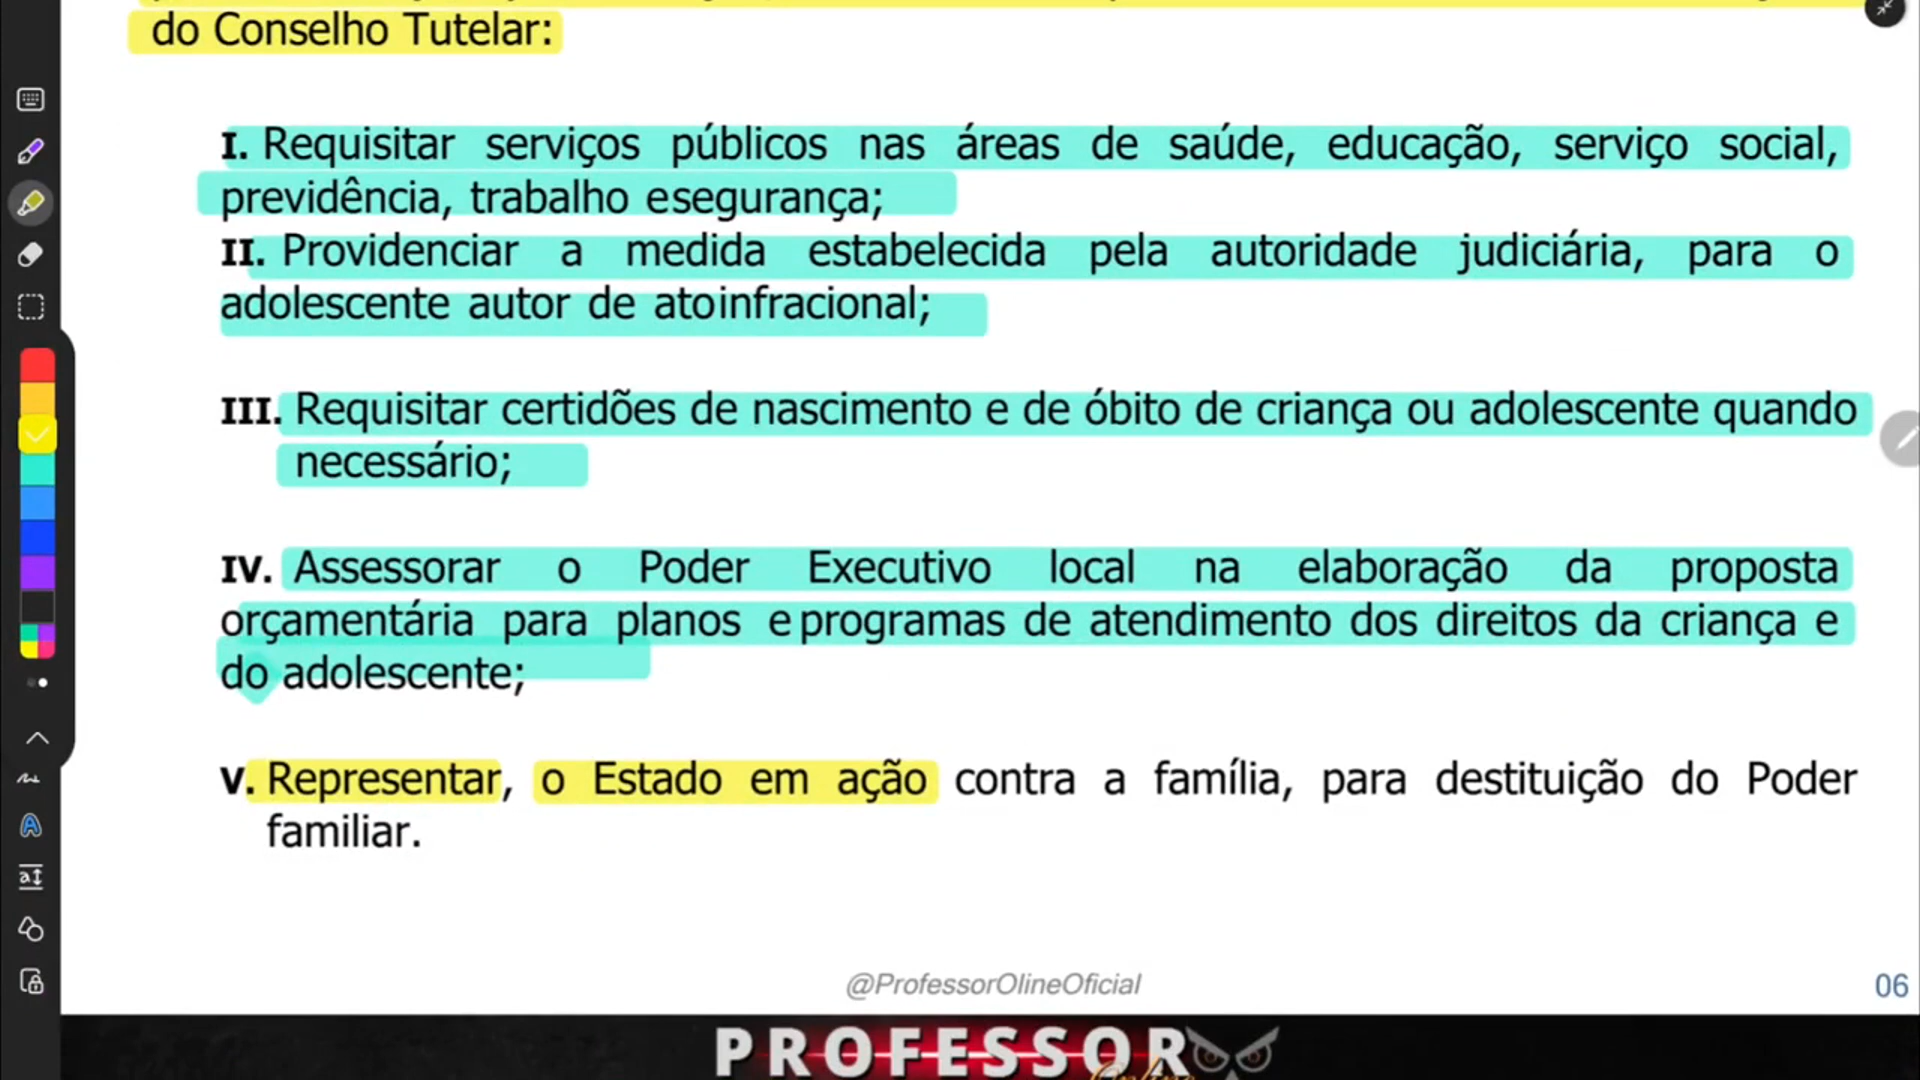 do Conselho Tutelar:
I. Requisitar serviços públicos nas áreas de saúde, educação, serviço social,
previdência, trabalho esegurança;
II. Providenciar a medida estabelecida pela autoridade judiciária, para o
adolescente autor de atoinfracional;
III. Requisitar certidões de nascimento e de óbito de criança ou adolescente quando
necessário;
IV. Assessorar o Poder Executivo local na elaboração da proposta
orçamentária para planos eprogramas de atendimento dos direitos da criança e
do adolescente;
V. Representar, o Estado em ação contra a família, para destituição do Poder
familiar.
@ProfessorOlineOficial
06
PROFESSOR